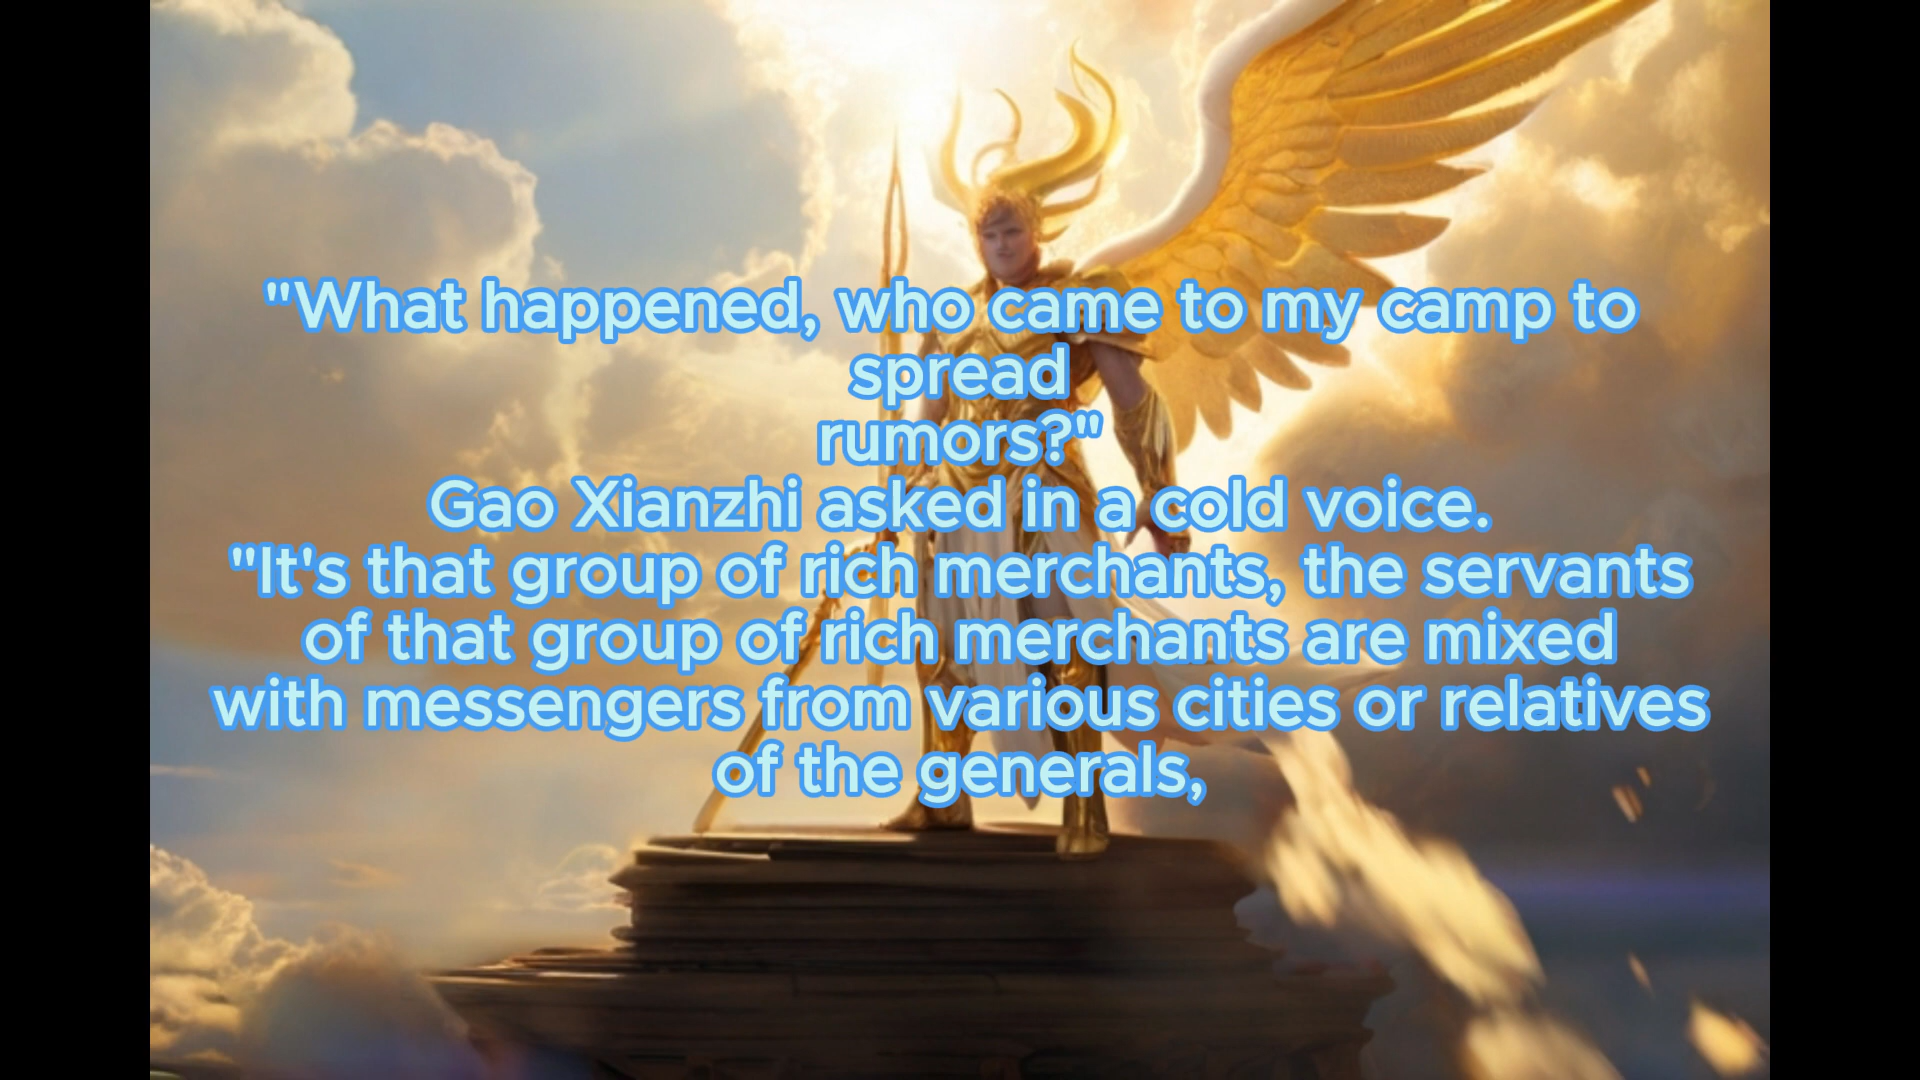 "What happened, who came to my camp to
spread
rumors?"
Gao Xianzhi asked in a cold voice.
"It's that group of rich merchants, the servants
of that group of rich merchants are mixed
with messengers from various cities or relatives
of the generals,